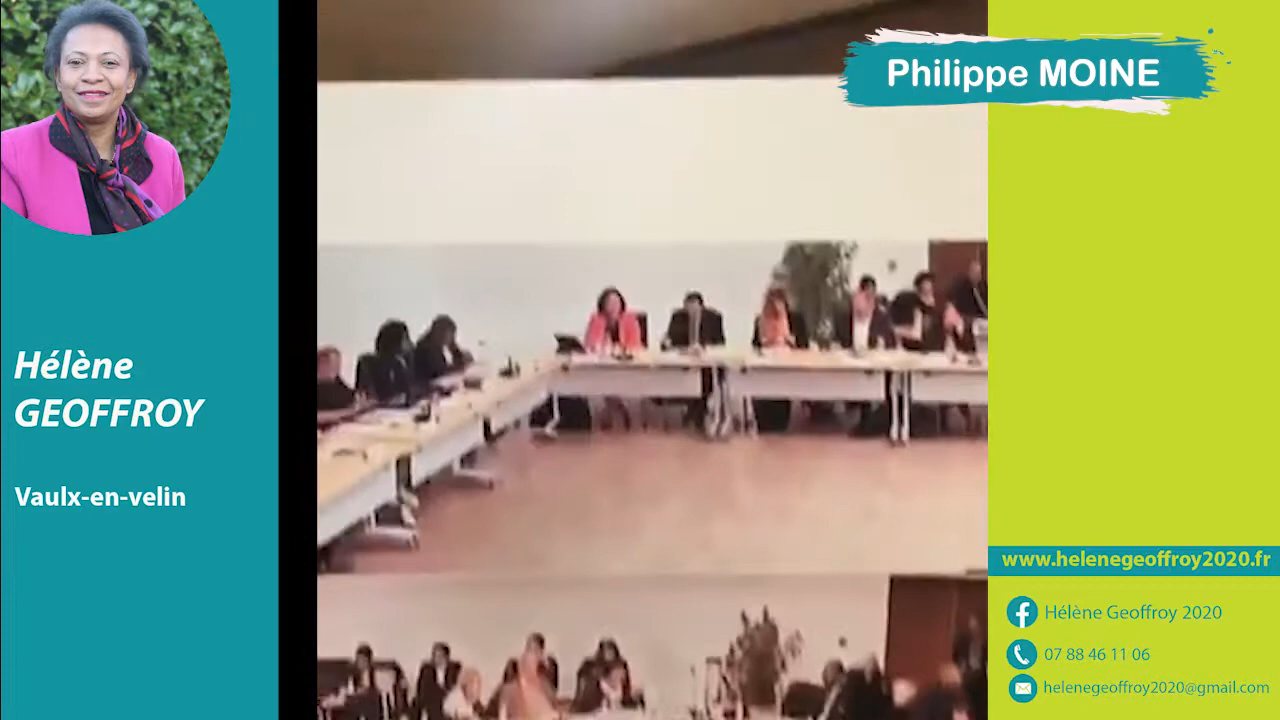 Philippe MOINE
Hélène
GEOFFROY
Vaulx-en-velin
www.helenegeoffroy2020.fr
Hélène Geoffroy 2020
07 88 46 11 06
helenegeoffroy2020@gmail.com